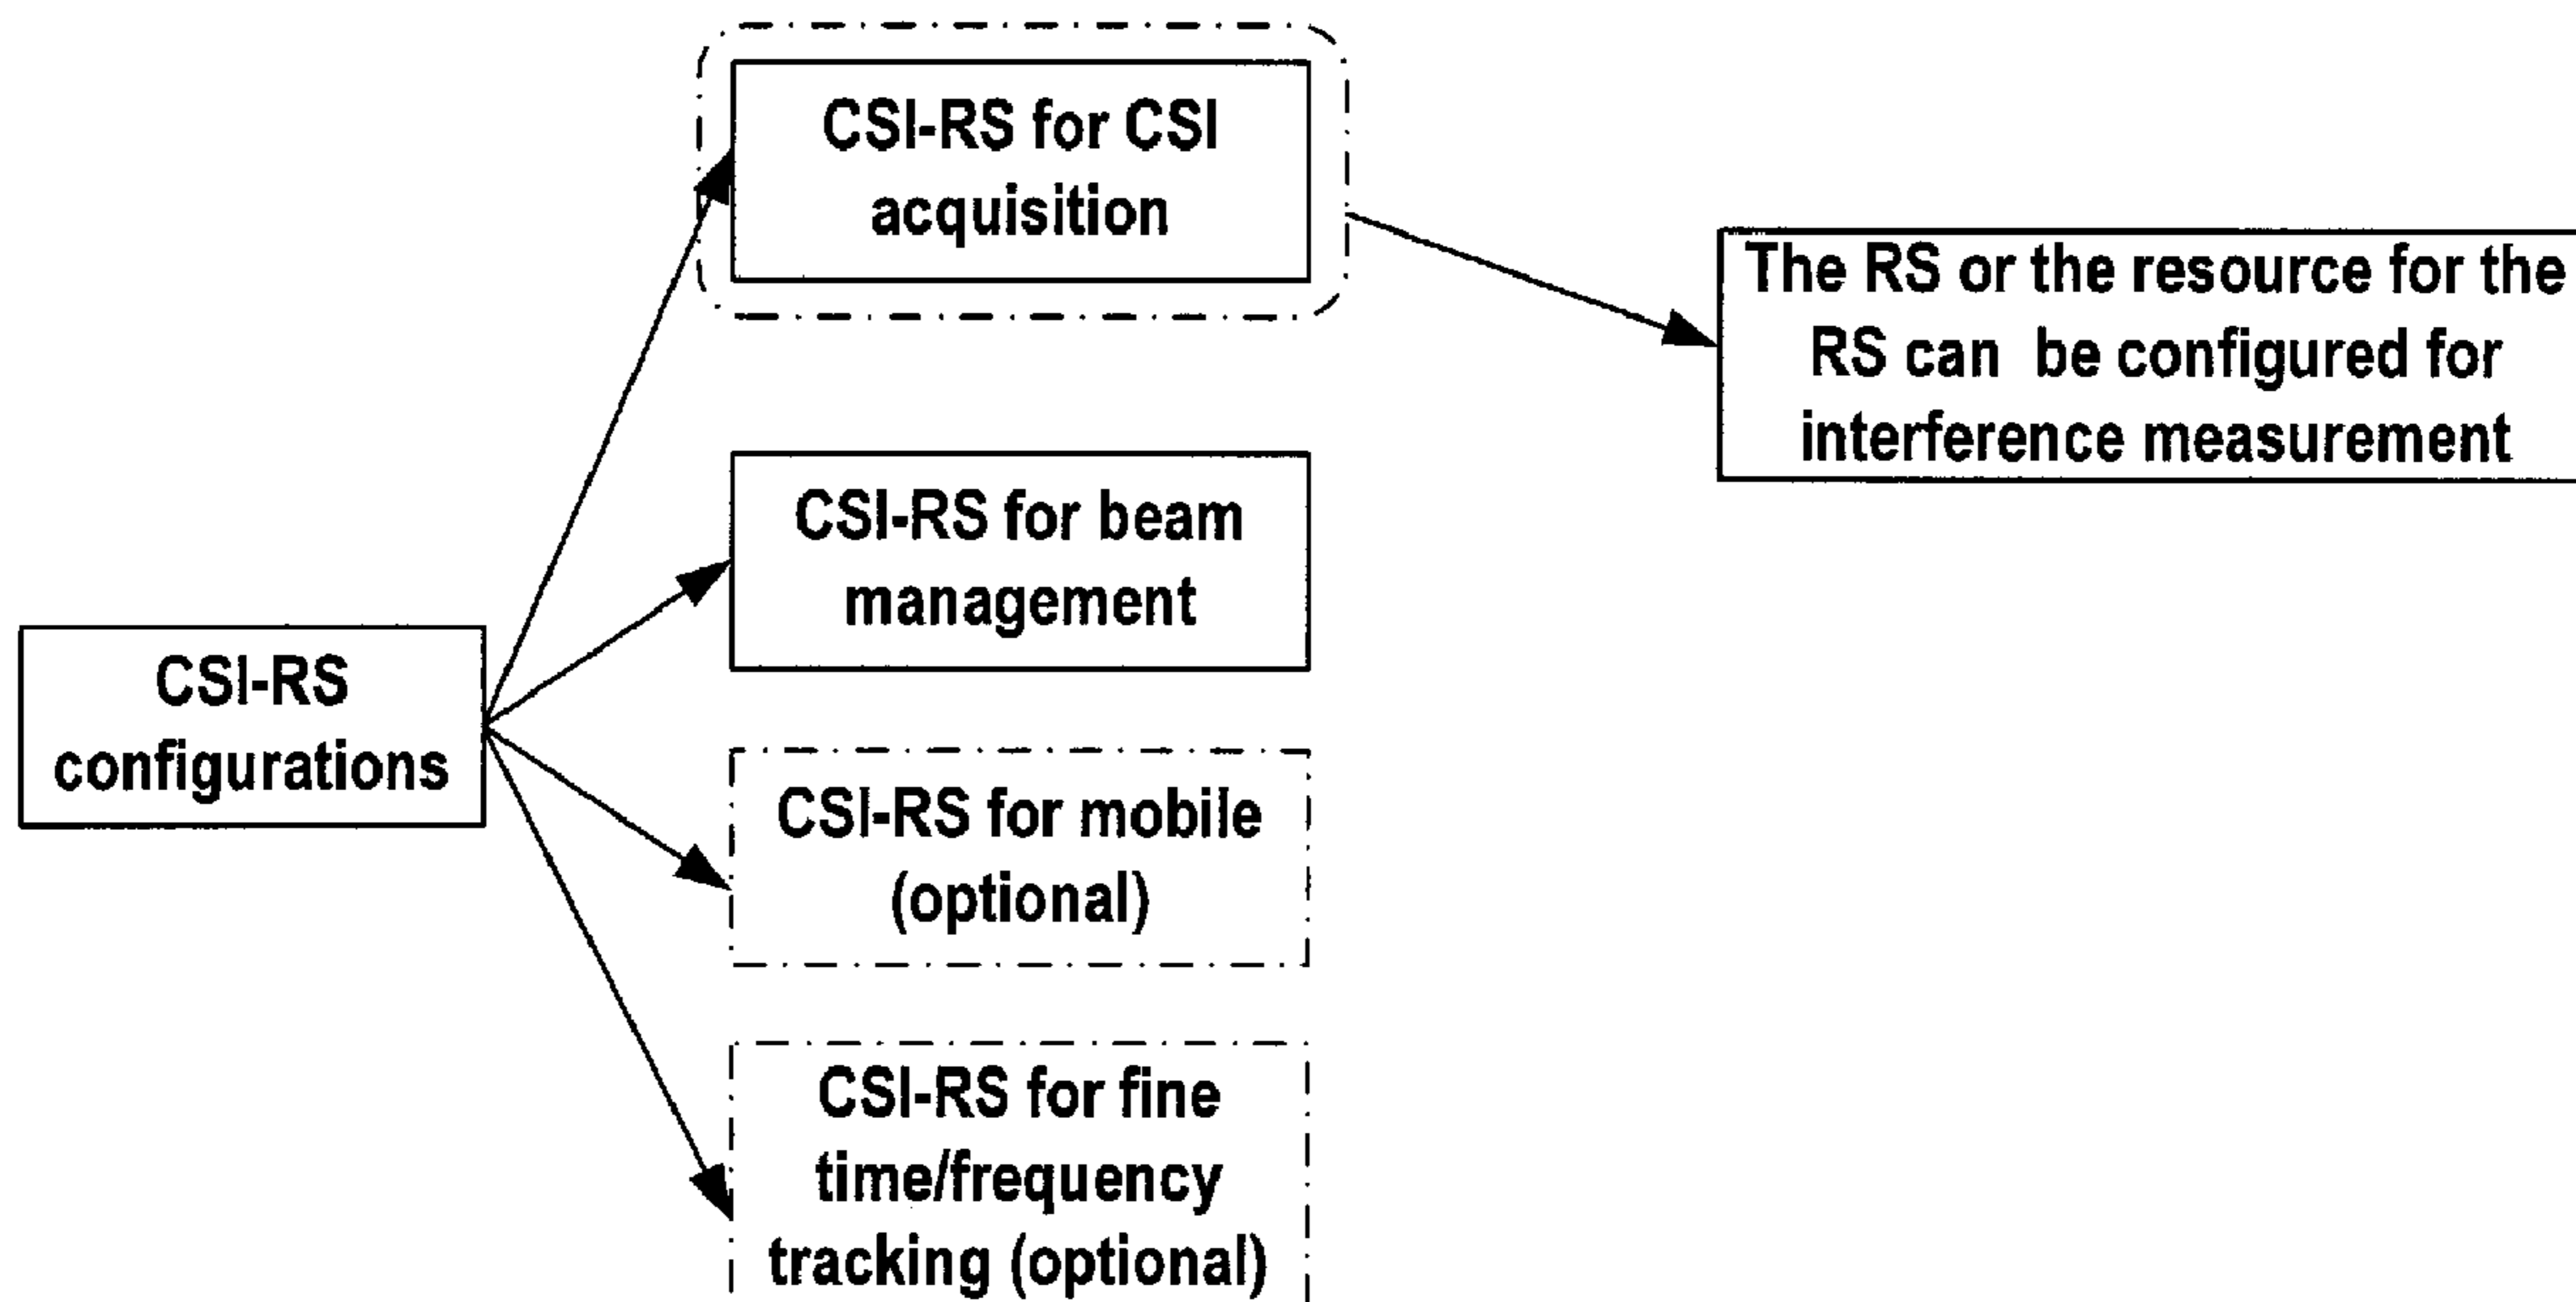 CSI-RS for CSI
acquisition
The RS or the resource for the
RS can be configured for
interference measurement
CSI-RS for beam
management
CSI-RS
configurations
CSI-RS for mobile
(optional)
CSI-RS for fine
time/frequency
tracking (optional)